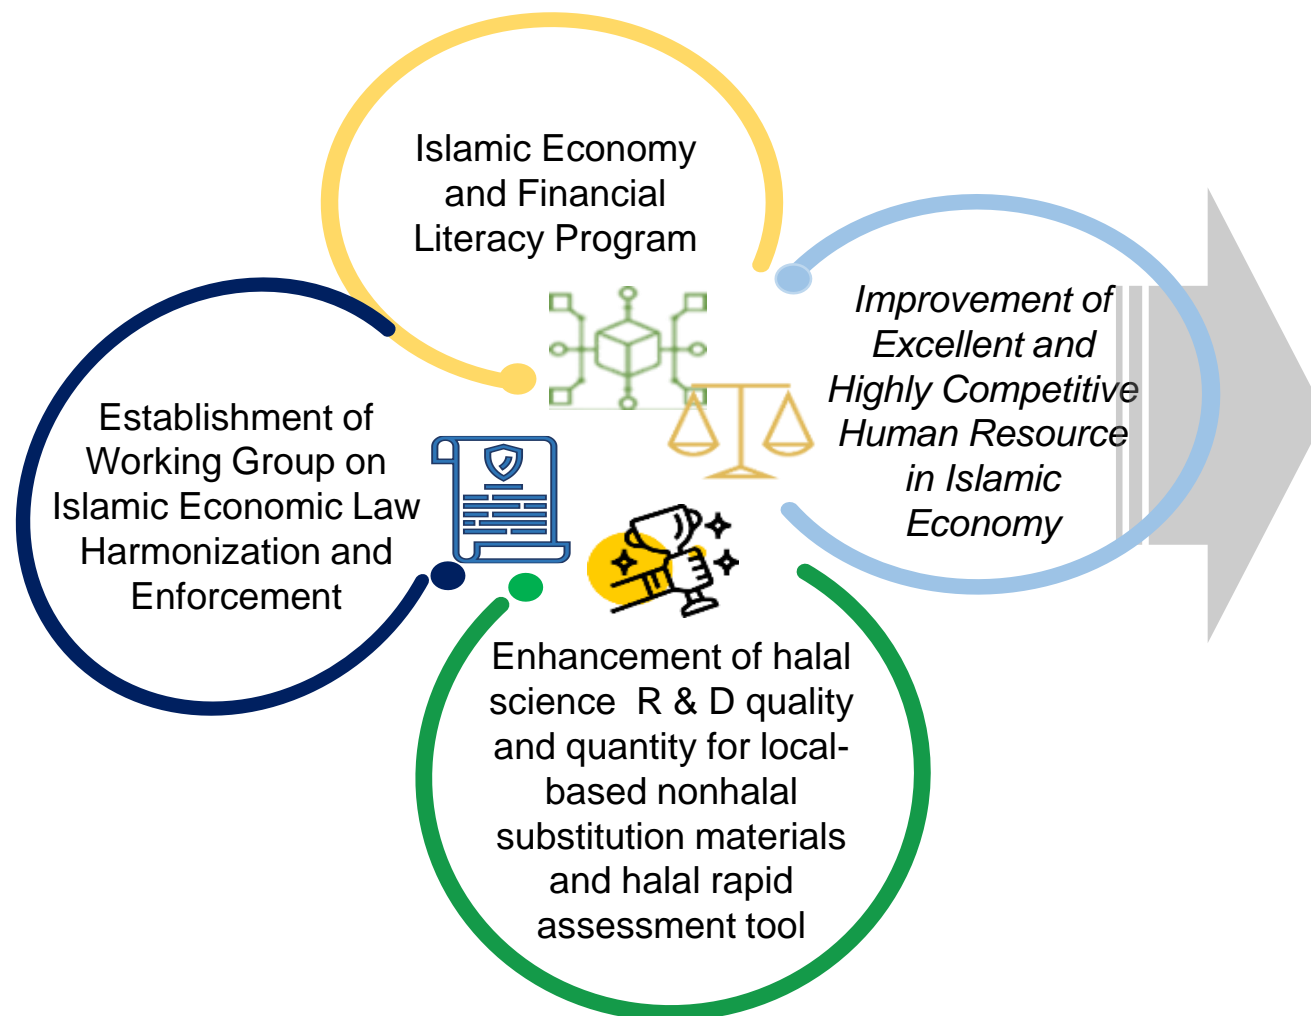 Islamic Economy
and Financial
Literacy Program
Establishment of
Working Group on
Islamic Economic Law
Harmonization and
Enforcement
Improvement of
Excellent and
Highly Competitive
Human Resource
in Islamic
Economy
Enhancement of halal
science R & D quality
and quantity for local-
based nonhalal
substitution materials
and halal rapid
assessment tool